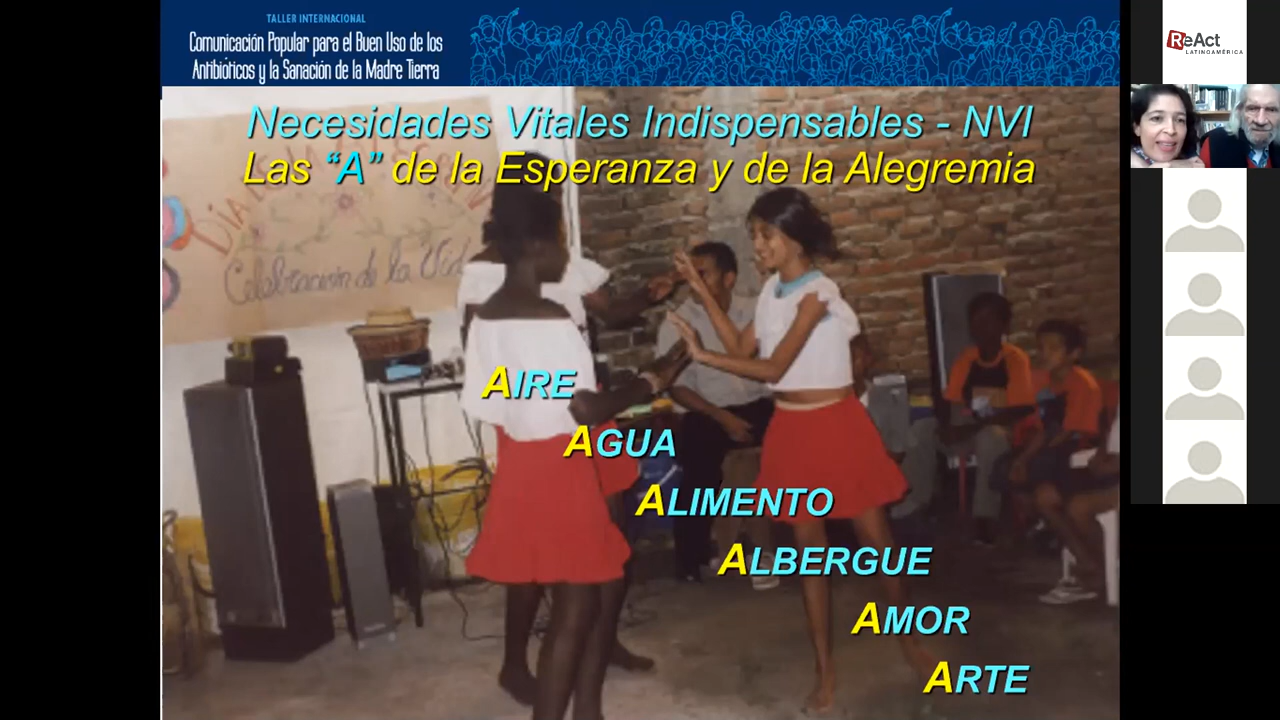 TALLER INTERNACIONAL
Comunicación Popular para el Buen Uso de los
Antibióticos y la Sanación de la Madre Tierra
ReAct
LATINOAMÉRICA
Necesidades Vitales Indispensables - NVI
Las “A” de la Esperanza y de la Alegremia
Celebración de la Vid
AIRE
AGUA
ALIMENTO
ALBERGUE
AMOR
ARTE